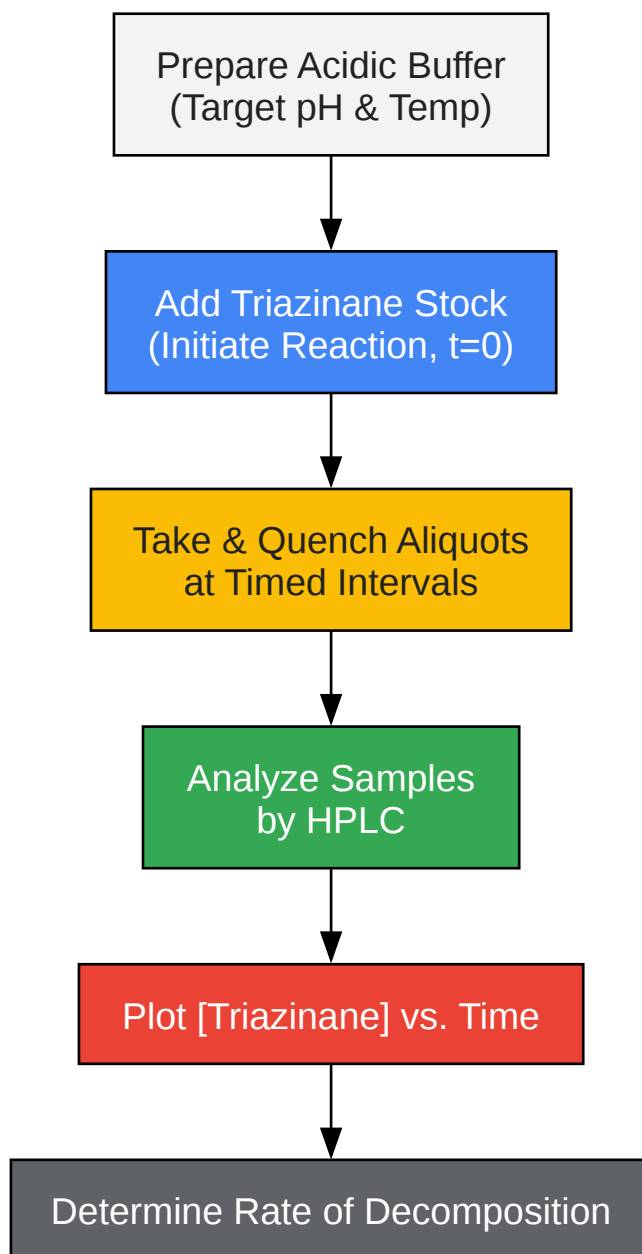 Prepare Acidic Buffer
(Target pH & Temp)
Add Triazinane Stock
(Initiate Reaction, t=0)
Take & Quench Aliquots
at Timed Intervals
Analyze Samples
by HPLC
Plot [Triazinane] vs. Time
Determine Rate of Decomposition